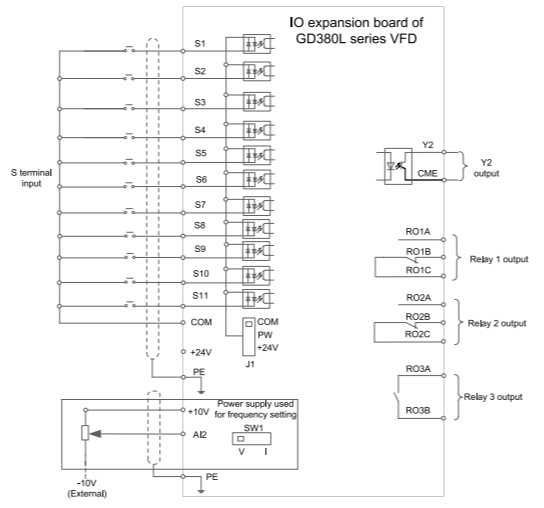 IO expansion board of
GD380L series VFD
S1
S2
S3
S4
S5
S6
S7
S8
S9
S10
S11
S terminal
input
COM
+24V
PE
COM
PW
+24V
J1
Y2
CME
Y2
output
RO1A
RO1B
RO1C
Relay 1 output
RO2A
RO2B
RO2C
Relay 2 output
RO3A
RO3B
Relay 3 output
Power supply used
for frequency setting
+10V
AI2
SW1
V I
-10V
(External)
PE